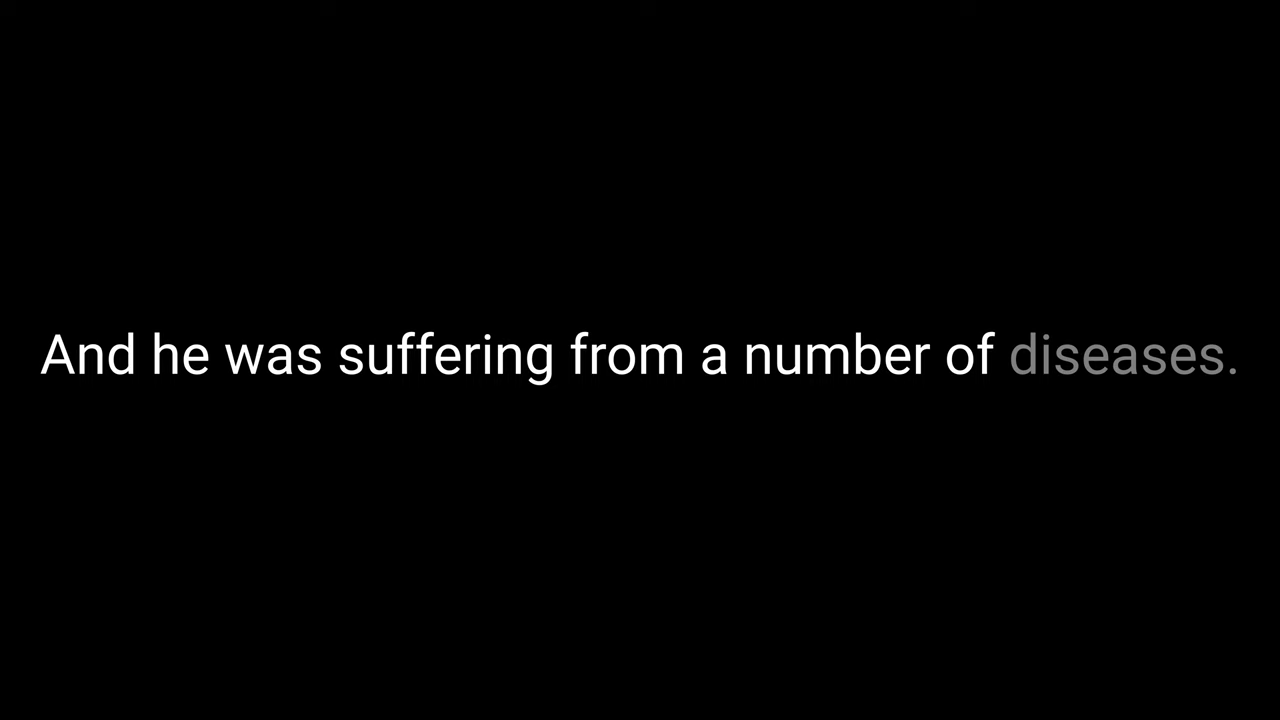 And he was suffering from a number of diseases.